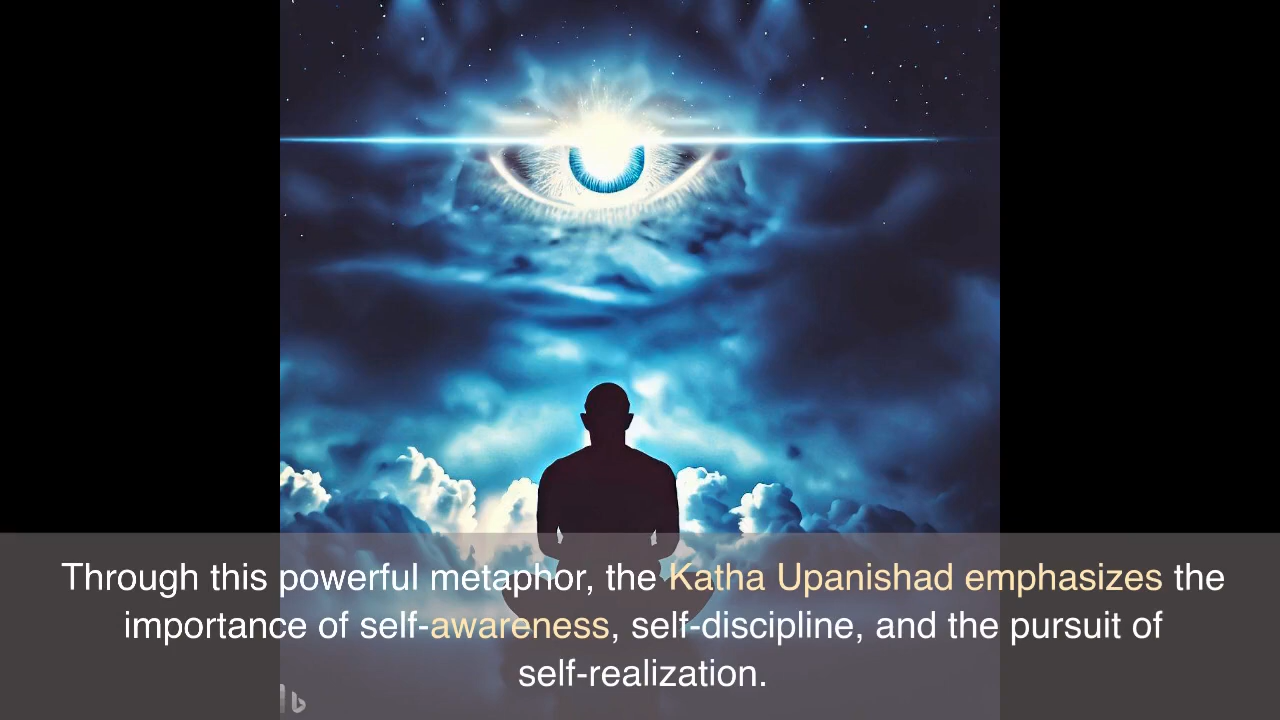 Through this powerful metaphor, the Katha Upanishad emphasizes the
importance of self-awareness, self-discipline, and the pursuit of
self-realization.